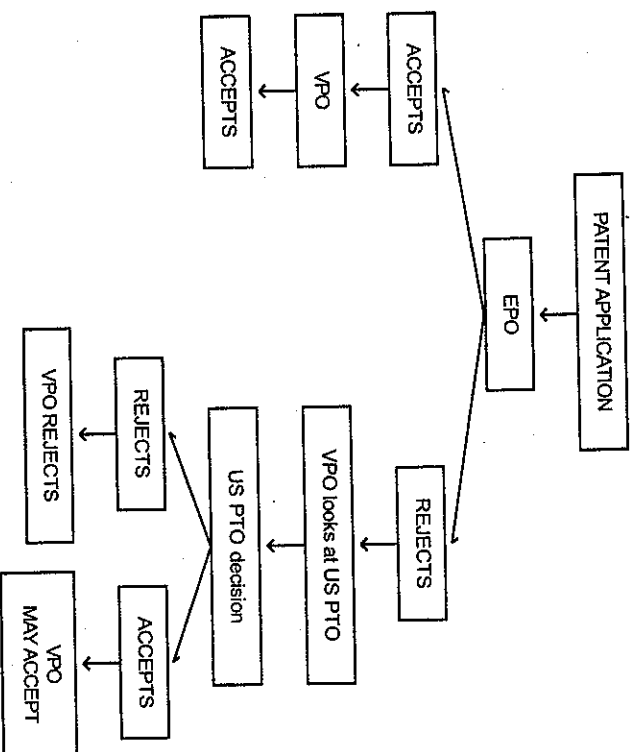 PATENT APPLICATION
EPO
ACCEPTS
VPO
ACCEPTS
REJECTS
VPO looks at US PTO
US PTO decision
REJECTS
VPO REJECTS
ACCEPTS
VPO
MAY ACCEPT